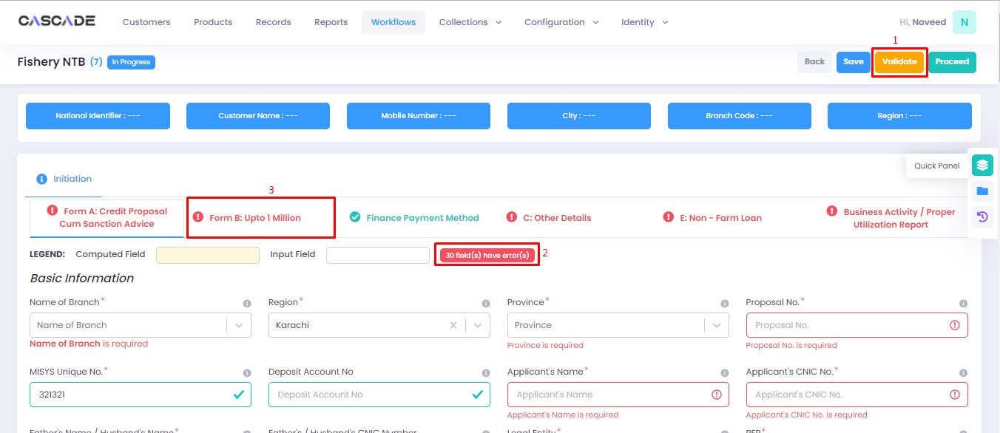 CASCADE
Customers
Products
Records
Reports
Workflows
Collections
Configuration
Identity
Hi, Naveed
N
1
Fishery NTB (7) In Progress
Back
Save
Validate
Proceed
National Identifier : ---
Customer Name : ---
Mobile Number : ---
City : ---
Branch Code : ---
Region : ---
Quick Panel
Initiation
3
Form A: Credit Proposal
Cum Sanction Advice
Form B: Upto 1 Million
Finance Payment Method
C: Other Details
E: Non - Farm Loan
Business Activity / Proper
Utilization Report
LEGEND: Computed Field
Input Field
30 field(s) have error(s)
2
Basic Information
Name of Branch*
Region*
Province*
Proposal No.*
Name of Branch
Karachi
Province
Proposal No.
Name of Branch is required
Province is required
Proposal No. is required
MISYS Unique No.*
Deposit Account No
Applicant's Name*
Applicant's CNIC No.*
321321
Deposit Account No
Applicant's Name
Applicant's CNIC No.
Applicant's Name is required
Applicant's CNIC No. is required
Father's Name / Husband's Name*
Father's / Husband's CNIC Number
Legal Entity*